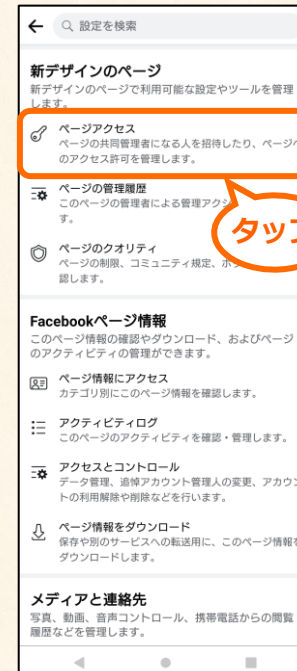 設定を検索
新デザインのページ
新デザインのページで利用可能な設定やツールを管理
します。
ページアクセス
ページの共同管理者になる人を招待したり、ページへ
のアクセス許可を管理します。
ページの管理履歴
このページの管理者による管理アク
す。
タップ
ページのクオリティ
ページの制限、コミュニティ規定、ポ
認します。
Facebookページ情報
このページ情報の確認やダウンロード、およびページ
のアクティビティの管理ができます。
ページ情報にアクセス
カテゴリ別にこのページ情報を確認します。
アクティビティログ
このページのアクティビティを確認・管理します。
アクセスとコントロール
データ管理、追悼アカウント管理人の変更、アカウン
トの利用解除や削除などを行います。
ページ情報をダウンロード
保存や別のサービスへの転送用に、このページ情報を
ダウンロードします。
メディアと連絡先
写真、動画、音声コントロール、携帯電話からの閲覧
履歴などを管理します。